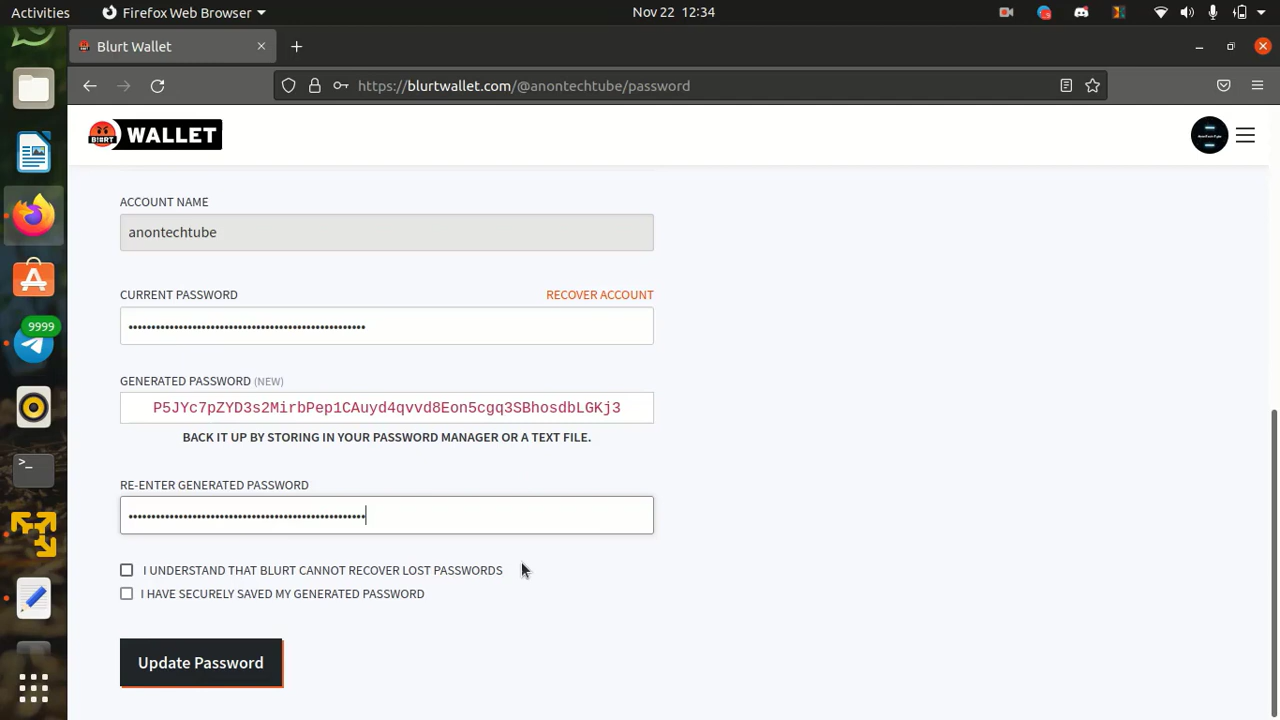 Activities Firefox Web Browser Nov 22 12:34
Blurt Wallet
https://blurtwallet.com/@anontechtube/password
BLURT WALLET
ACCOUNT NAME
anontechtube
CURRENT PASSWORD RECOVER ACCOUNT
••••••••••••••••••••••••••••••••••••••••••••••••••••
GENERATED PASSWORD (NEW)
P5JYc7pZYD3s2MirbPep1CAuyd4qvvd8Eon5cgq3SBhosdbLGKj3
BACK IT UP BY STORING IN YOUR PASSWORD MANAGER OR A TEXT FILE.
RE-ENTER GENERATED PASSWORD
••••••••••••••••••••••••••••••••••••••••••••••••••••
I UNDERSTAND THAT BLURT CANNOT RECOVER LOST PASSWORDS
I HAVE SECURELY SAVED MY GENERATED PASSWORD
Update Password
9999